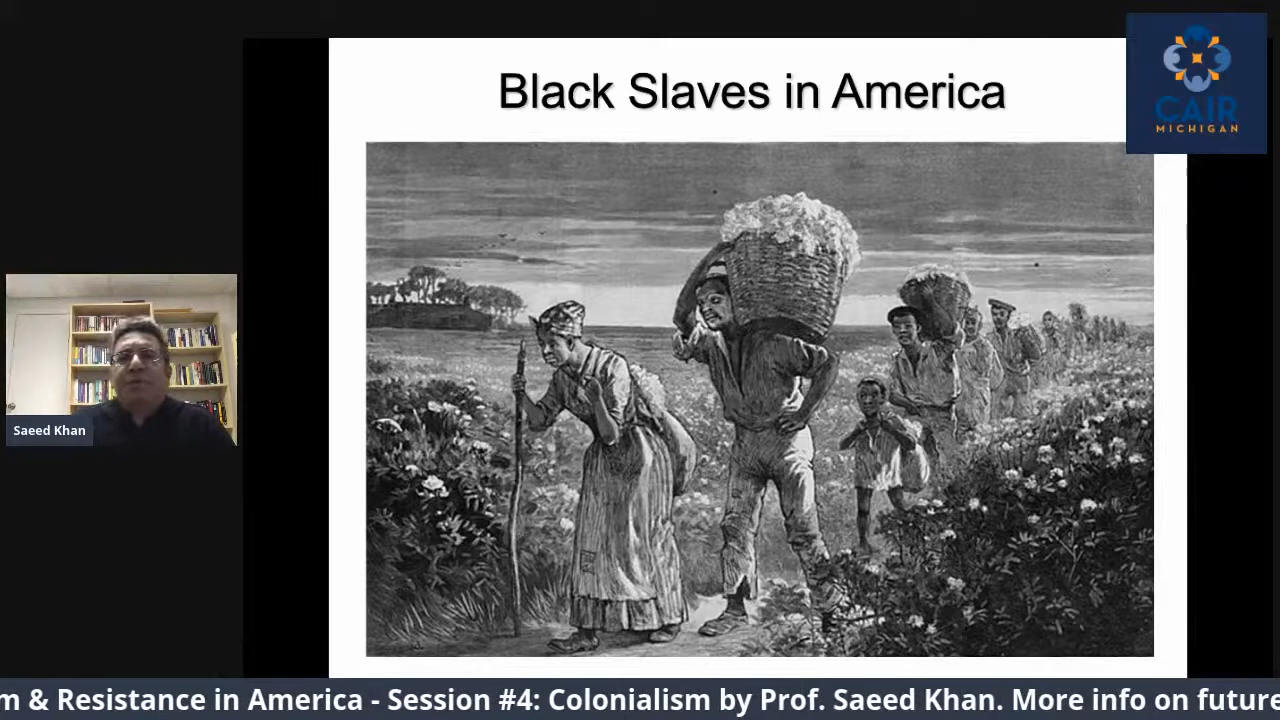 Black Slaves in America
CAIR
MICHIGAN
Saeed Khan
m & Resistance in America - Session #4: Colonialism by Prof. Saeed Khan. More info on future